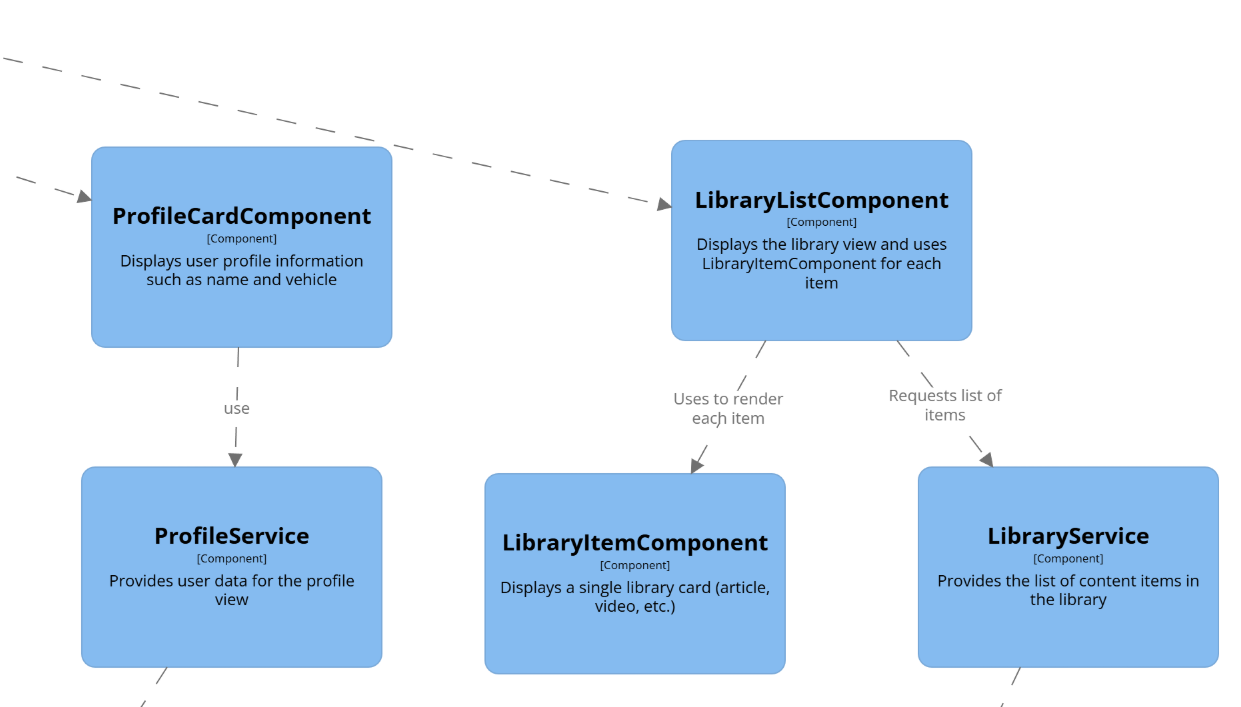 ProfileCardComponent
[Component]
Displays user profile information
such as name and vehicle
LibraryListComponent
[Component]
Displays the library view and uses
LibraryItemComponent for each
item
use
Uses to render
each item
Requests list of
items
ProfileService
[Component]
Provides user data for the profile
view
LibraryItemComponent
[Component]
Displays a single library card (article,
video, etc.)
LibraryService
[Component]
Provides the list of content items in
the library